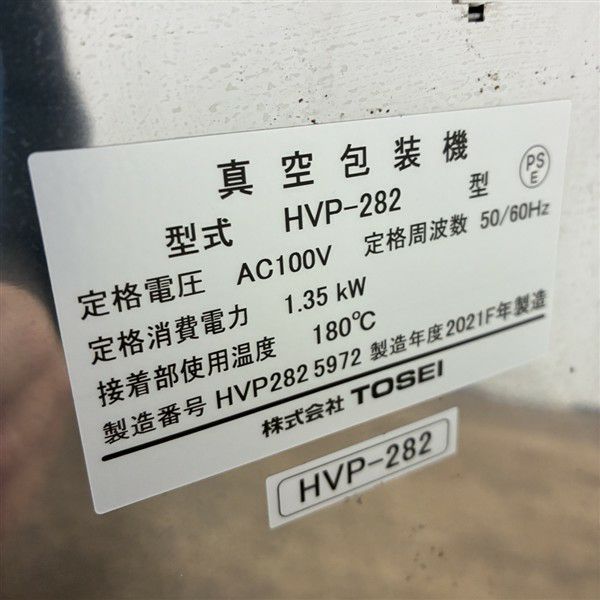 真空包装機
PS
E
型式 HVP-282 型
定格電圧 AC100V 定格周波数 50/60Hz
定格消費電力 1.35 kW
接着部使用温度 180℃
製造番号 HVP282 5972 製造年度2021F年製造
株式会社 TOSEI
HVP-282